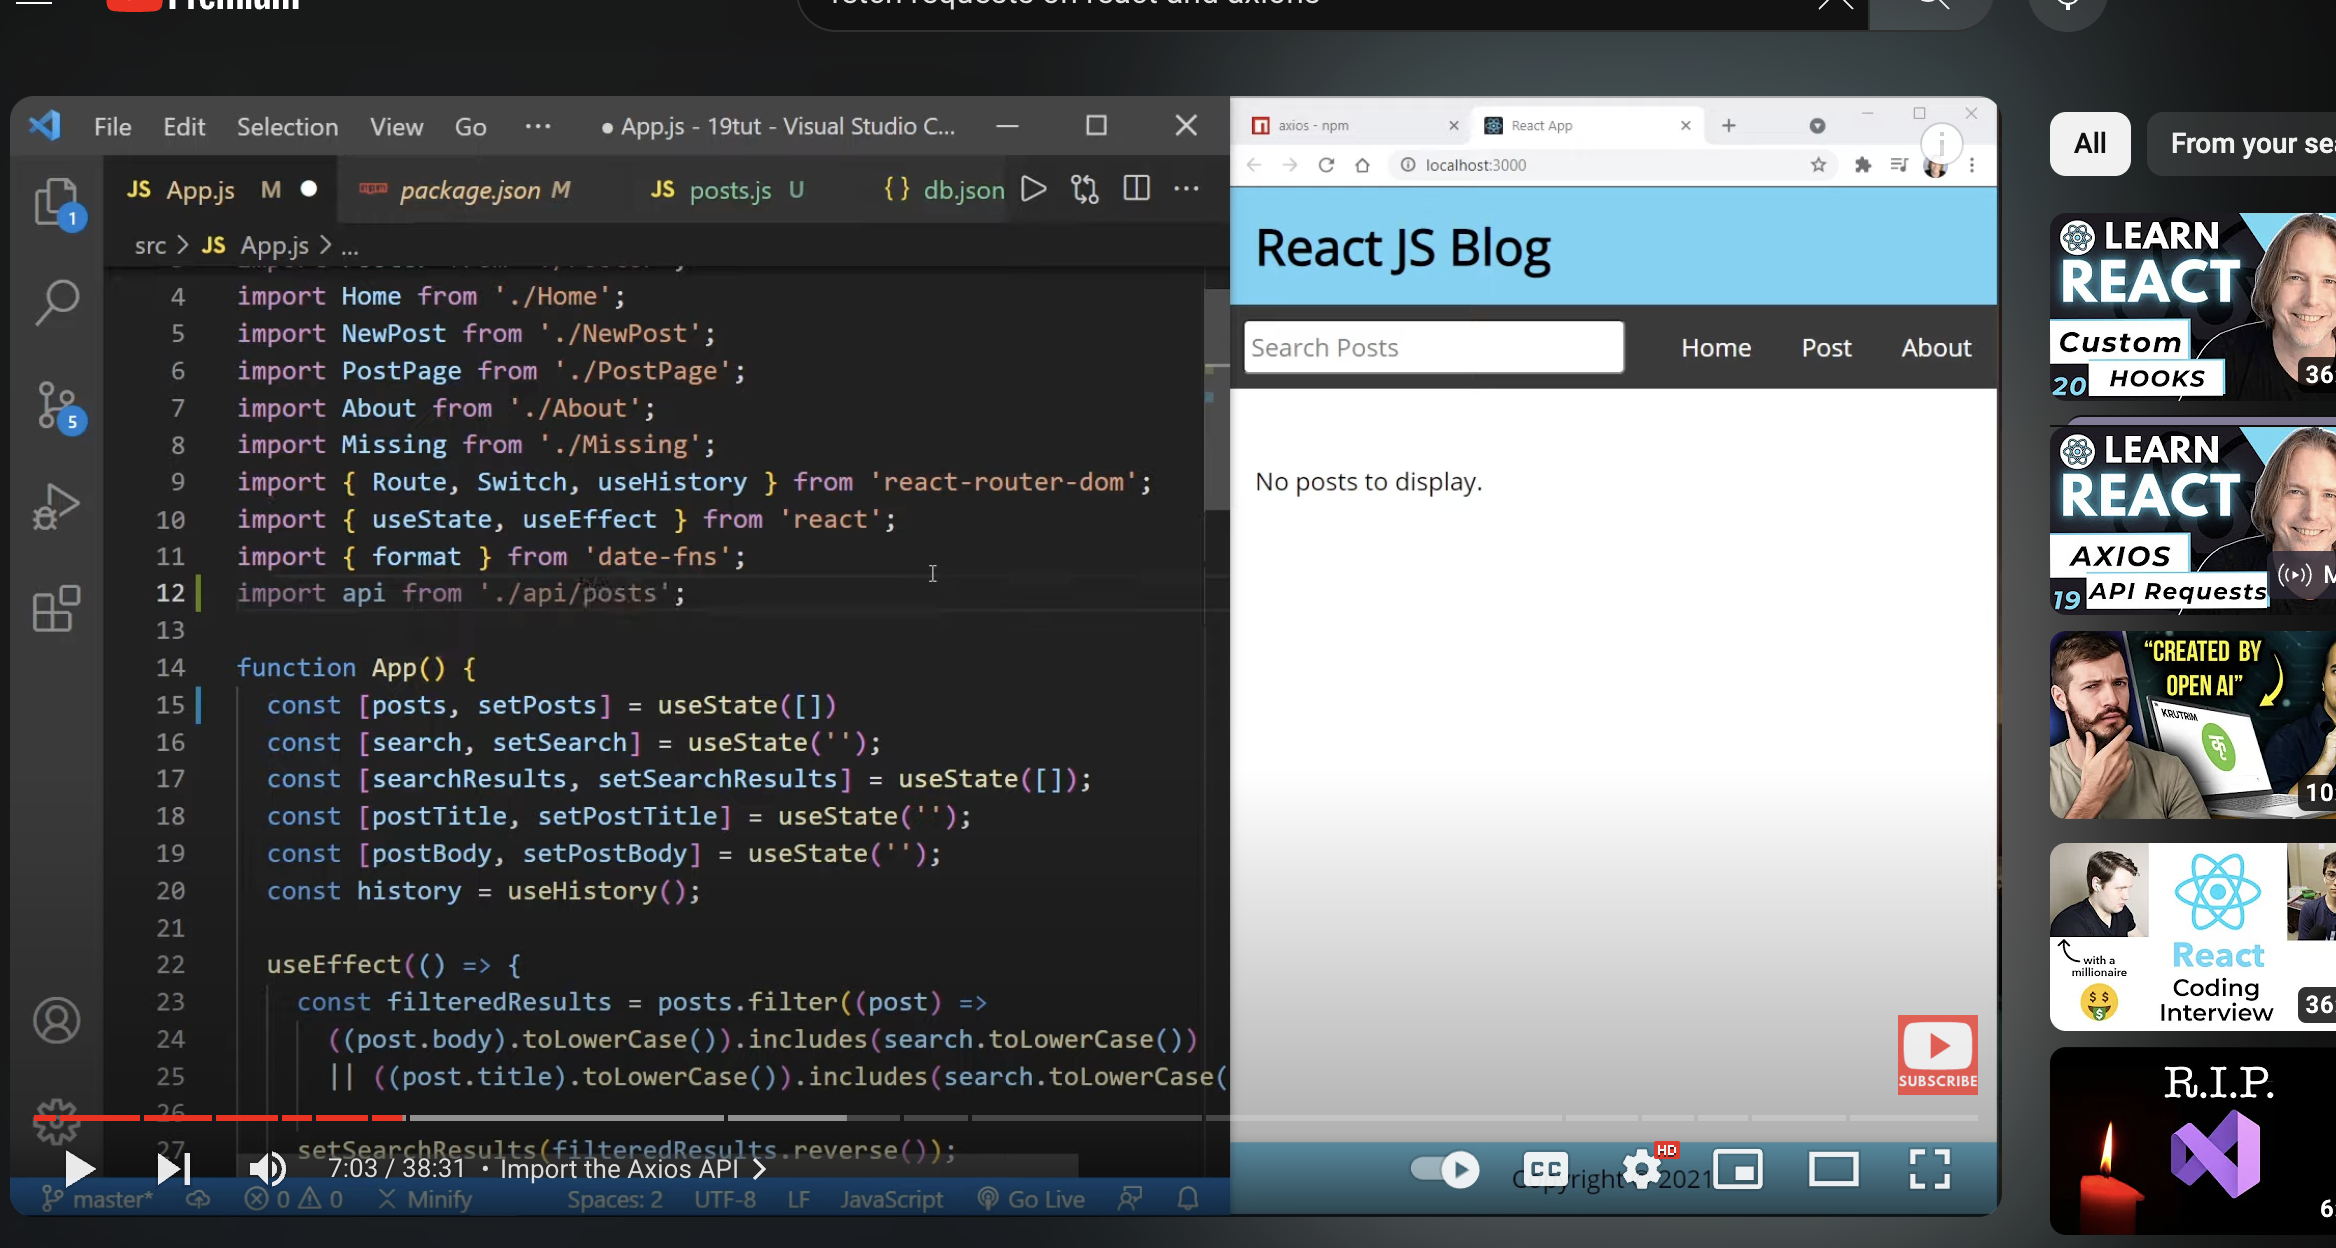 Premium
File Edit Selection View Go ··· ● App.js - 19tut - Visual Studio C...
JS App.js M package.json M JS posts.js U {} db.json
src > JS App.js > ...
1
4 import Home from './Home';
5 import NewPost from './NewPost';
6 import PostPage from './PostPage';
7 import About from './About';
8 import Missing from './Missing';
5
9 import { Route, Switch, useHistory } from 'react-router-dom';
10 import { useState, useEffect } from 'react';
11 import { format } from 'date-fns';
12 import api from './api/posts';
13
14 function App() {
15 const [posts, setPosts] = useState([])
16 const [search, setSearch] = useState('');
17 const [searchResults, setSearchResults] = useState([]);
18 const [postTitle, setPostTitle] = useState('');
19 const [postBody, setPostBody] = useState('');
20 const history = useHistory();
21
22 useEffect(() => {
23 const filteredResults = posts.filter((post) =>
24 ((post.body).toLowerCase()).includes(search.toLowerCase())
25 || ((post.title).toLowerCase()).includes(search.toLowerCase(
26
27 setSearchResults(filteredResults.reverse());
7:03 / 38:31 • Import the Axios API >
master* 0 0 Minify Spaces: 2 UTF-8 LF JavaScript Go Live
axios - npm
React App
localhost:3000
React JS Blog
Search Posts
Home Post About
No posts to display.
SUBSCRIBE
CC
HD
Copyright 2021
All
From your
LEARN
REACT
Custom
20 HOOKS
36
LEARN
REACT
AXIOS
19 API Requests
M
"CREATED BY
OPEN AI"
KRUTRIM
क
10
with a
millionaire
React
Coding
Interview
36
R.I.P.
6